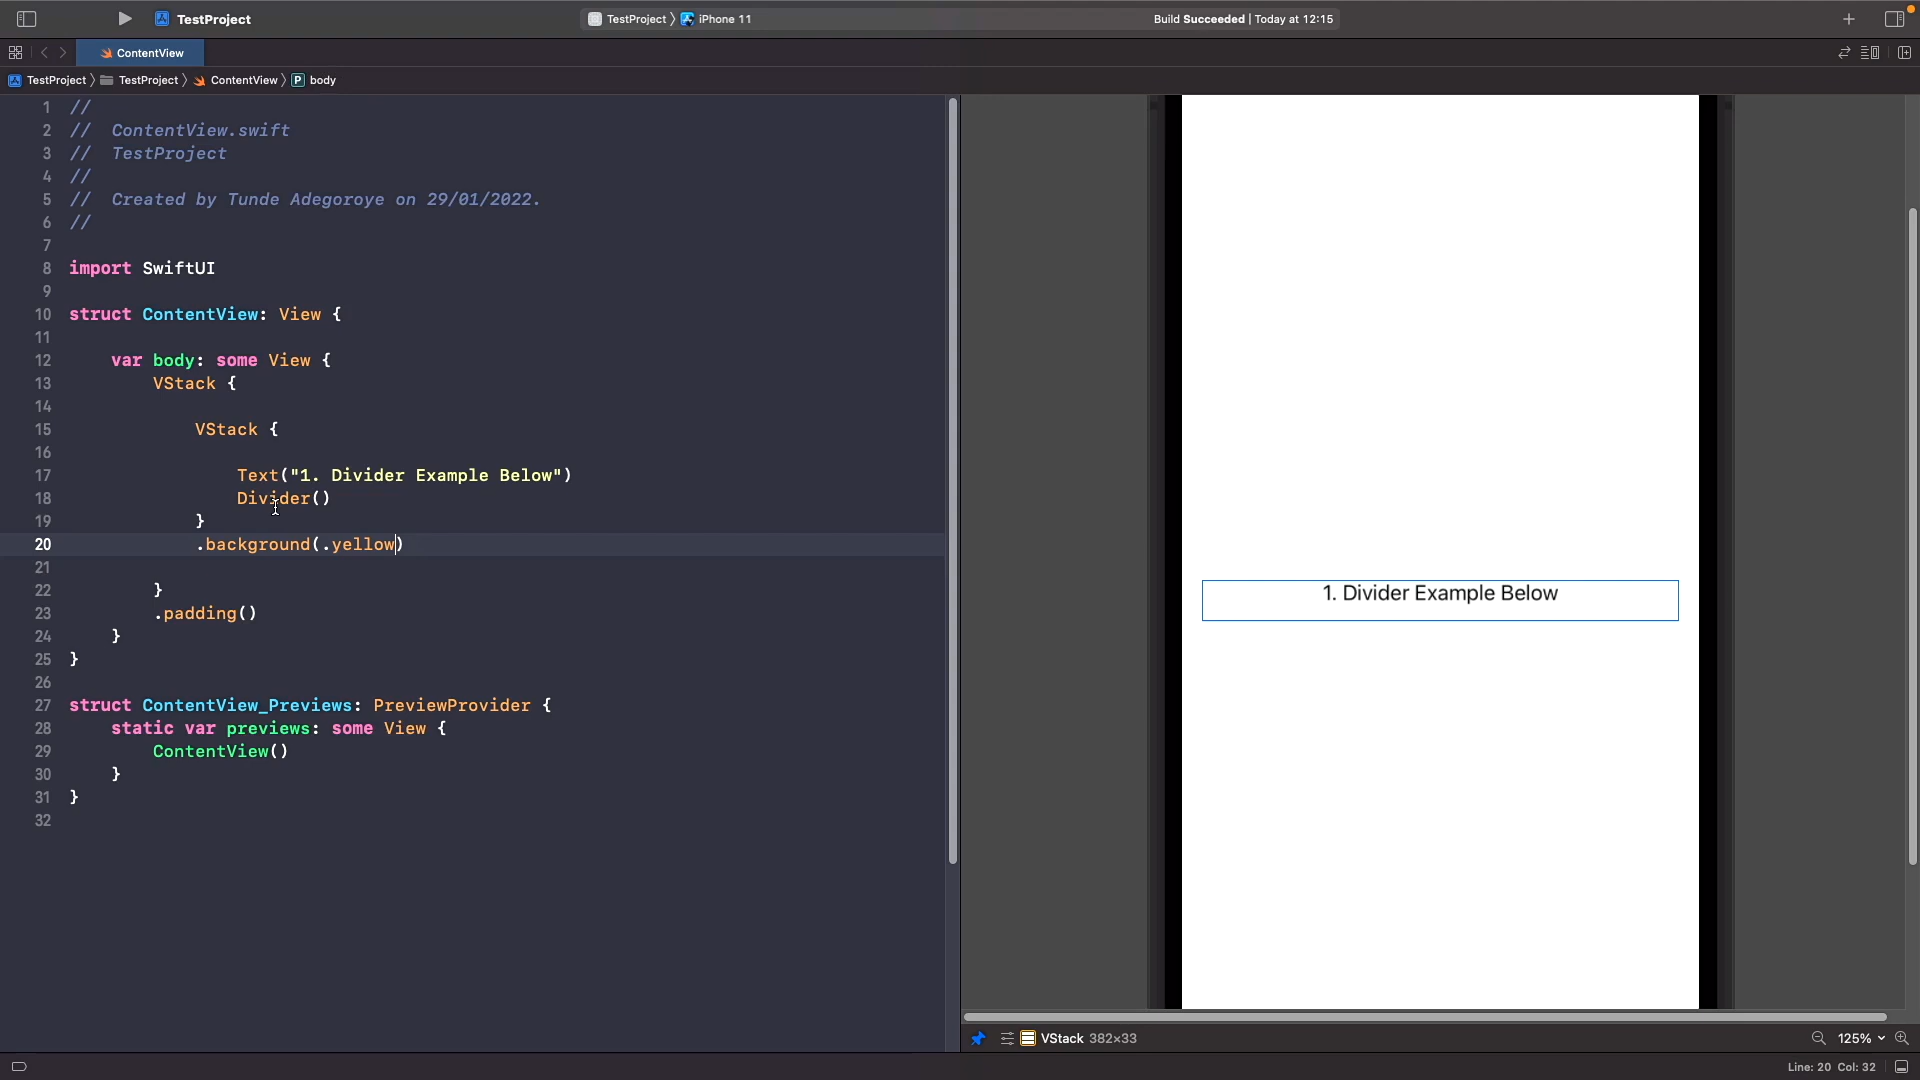 TestProject
TestProject 〉 iPhone 11
Build Succeeded | Today at 12:15
ContentView
TestProject 〉 TestProject 〉 ContentView 〉 P body
1 //
2 //  ContentView.swift
3 //  TestProject
4 //
5 //  Created by Tunde Adegoroye on 29/01/2022.
6 //
7
8 import SwiftUI
9
10 struct ContentView: View {
11
12     var body: some View {
13         VStack {
14
15             VStack {
16
17                 Text("1. Divider Example Below")
18                 Divider()
19             }
20             .background(.yellow)
21
22         }
23         .padding()
24     }
25 }
26
27 struct ContentView_Previews: PreviewProvider {
28     static var previews: some View {
29         ContentView()
30     }
31 }
32
1. Divider Example Below
VStack 382×33
125%
Line: 20 Col: 32